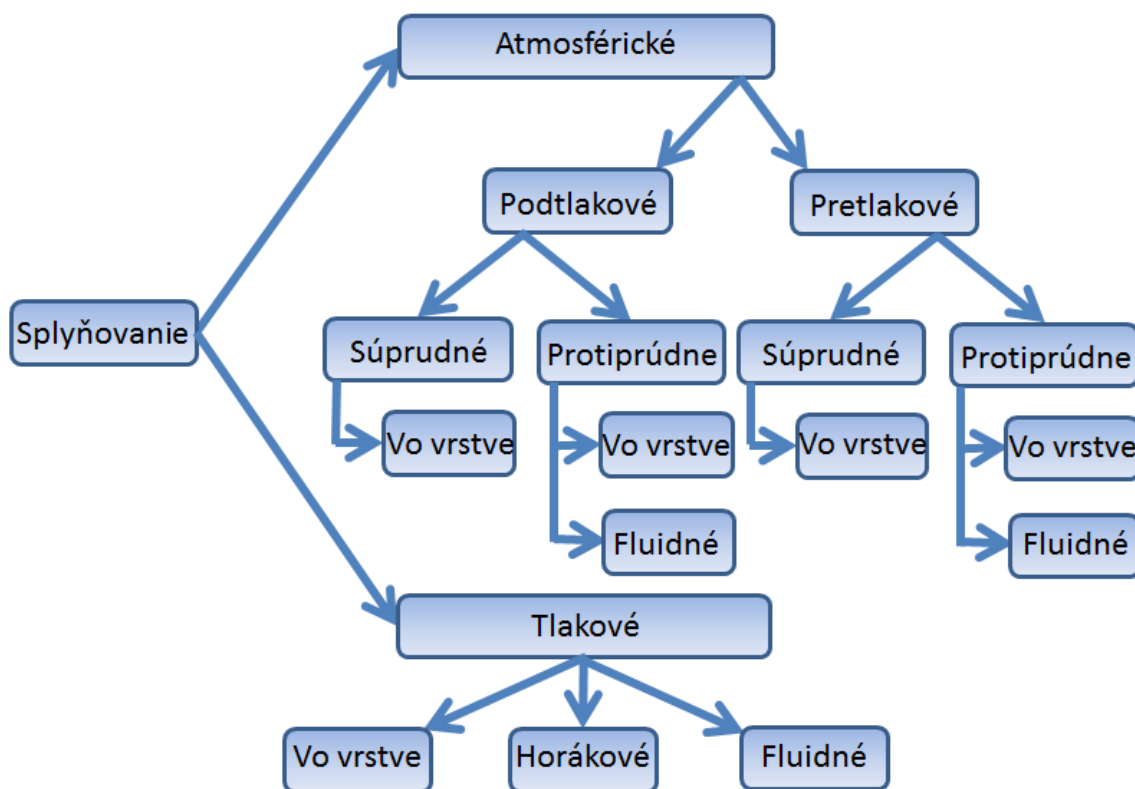 Atmosférické
Podtlakové
Pretlakové
Splyňovanie
Súprudné
Protiprúdne
Súprudné
Protiprúdne
Vo vrstve
Vo vrstve
Vo vrstve
Vo vrstve
Fluidné
Fluidné
Tlakové
Vo vrstve
Horákové
Fluidné